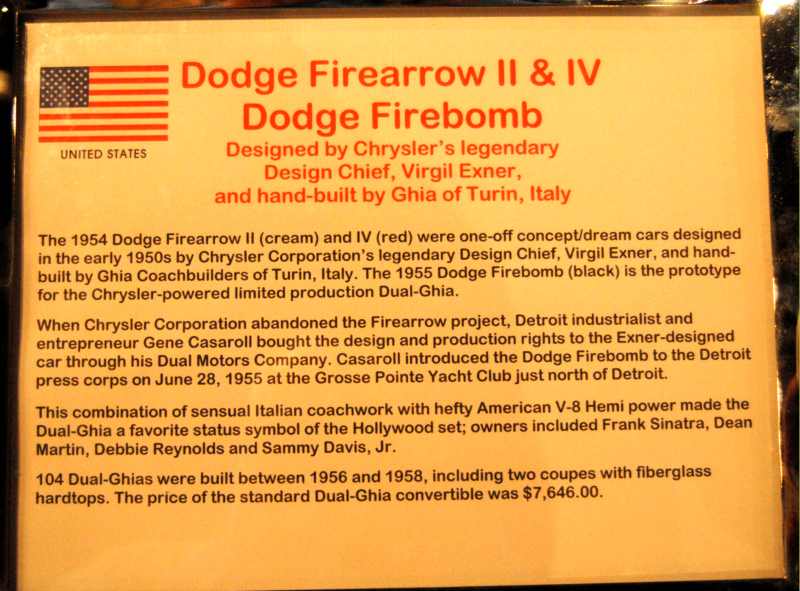 Dodge Firearrow II & IV
Dodge Firebomb
UNITED STATES
Designed by Chrysler's legendary
Design Chief, Virgil Exner,
and hand-built by Ghia of Turin, Italy
The 1954 Dodge Firearrow II (cream) and IV (red) were one-off concept/dream cars designed
in the early 1950s by Chrysler Corporation's legendary Design Chief, Virgil Exner, and hand-
built by Ghia Coachbuilders of Turin, Italy. The 1955 Dodge Firebomb (black) is the prototype
for the Chrysler-powered limited production Dual-Ghia.
When Chrysler Corporation abandoned the Firearrow project, Detroit industrialist and
entrepreneur Gene Casaroll bought the design and production rights to the Exner-designed
car through his Dual Motors Company. Casaroll introduced the Dodge Firebomb to the Detroit
press corps on June 28, 1955 at the Grosse Pointe Yacht Club just north of Detroit.
This combination of sensual Italian coachwork with hefty American V-8 Hemi power made the
Dual-Ghia a favorite status symbol of the Hollywood set; owners included Frank Sinatra, Dean
Martin, Debbie Reynolds and Sammy Davis, Jr.
104 Dual-Ghias were built between 1956 and 1958, including two coupes with fiberglass
hardtops. The price of the standard Dual-Ghia convertible was $7,646.00.